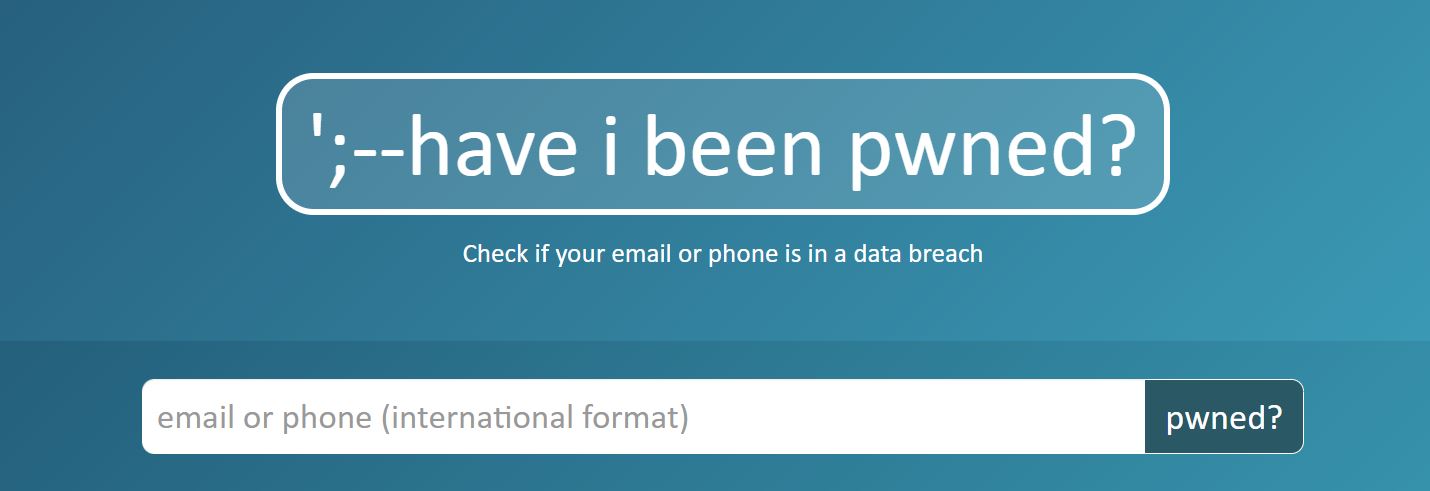 ';--have i been pwned?
Check if your email or phone is in a data breach
email or phone (international format)
pwned?